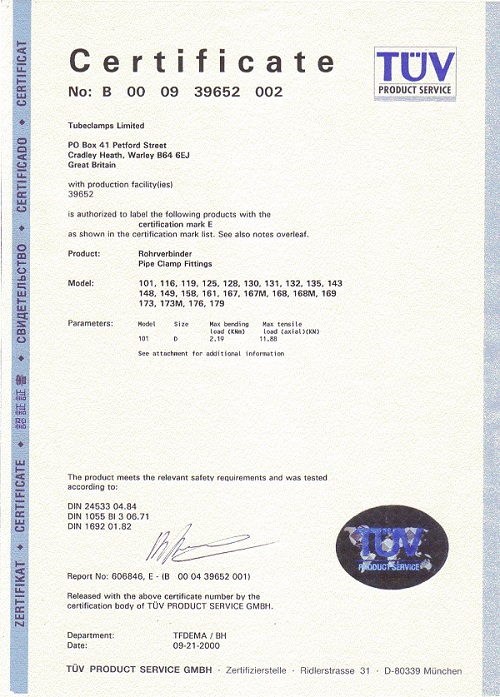 Certificate
No: B 00 09 39652 002
TÜV
PRODUCT SERVICE
Tubeclamps Limited
PO Box 41 Petford Street
Cradley Heath, Warley B64 6EJ
Great Britain
with production facility(ies)
39652
is authorized to label the following products with the
certification mark E
as shown in the certification mark list. See also notes overleaf.
Product: Rohrverbinder
Pipe Clamp Fittings
Model: 101, 116, 119, 125, 128, 130, 131, 132, 135, 143
148, 149, 158, 161, 167, 167M, 168, 168M, 169
173, 173M, 176, 179
Parameters: Model Size Max bending Max tensile
load (KNm) load (axial)(KN)
101 D 2.19 11.88
See attachment for additional information
The product meets the relevant safety requirements and was tested
according to:
DIN 24533 04.84
DIN 1055 Bl 3 06.71
DIN 1692 01.82
TÜV
PRODUCT SERVICE
Report No: 606846, E - (B 00 04 39652 001)
Released with the above certificate number by the
certification body of TÜV PRODUCT SERVICE GMBH.
Department: TFDEMA / BH
Date: 09-21-2000
TÜV PRODUCT SERVICE GMBH · Zertifizierstelle · Ridlerstrasse 31 · D-80339 München
ZERTIFIKAT ◆ CERTIFICATE ◆ 認証証書 ◆ СВИДЕТЕЛЬСТВО ◆ CERTIFICADO ◆ CERTIFICAT